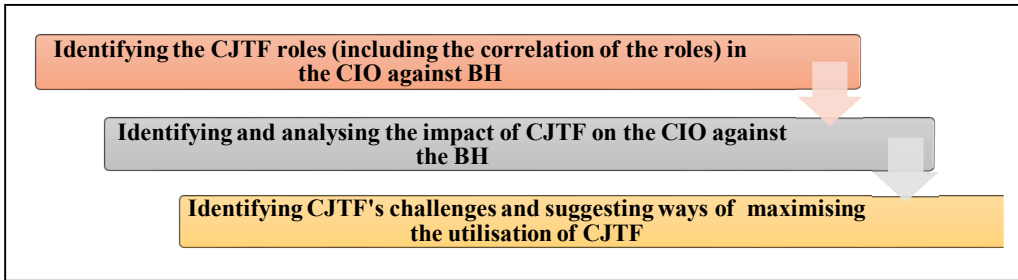 Identifying the CJTF roles (including the correlation of the roles) in
the CIO against BH
Identifying and analysing the impact of CJTF on the CIO against
the BH
Identifying CJTF's challenges and suggesting ways of maximising
the utilisation of CJTF